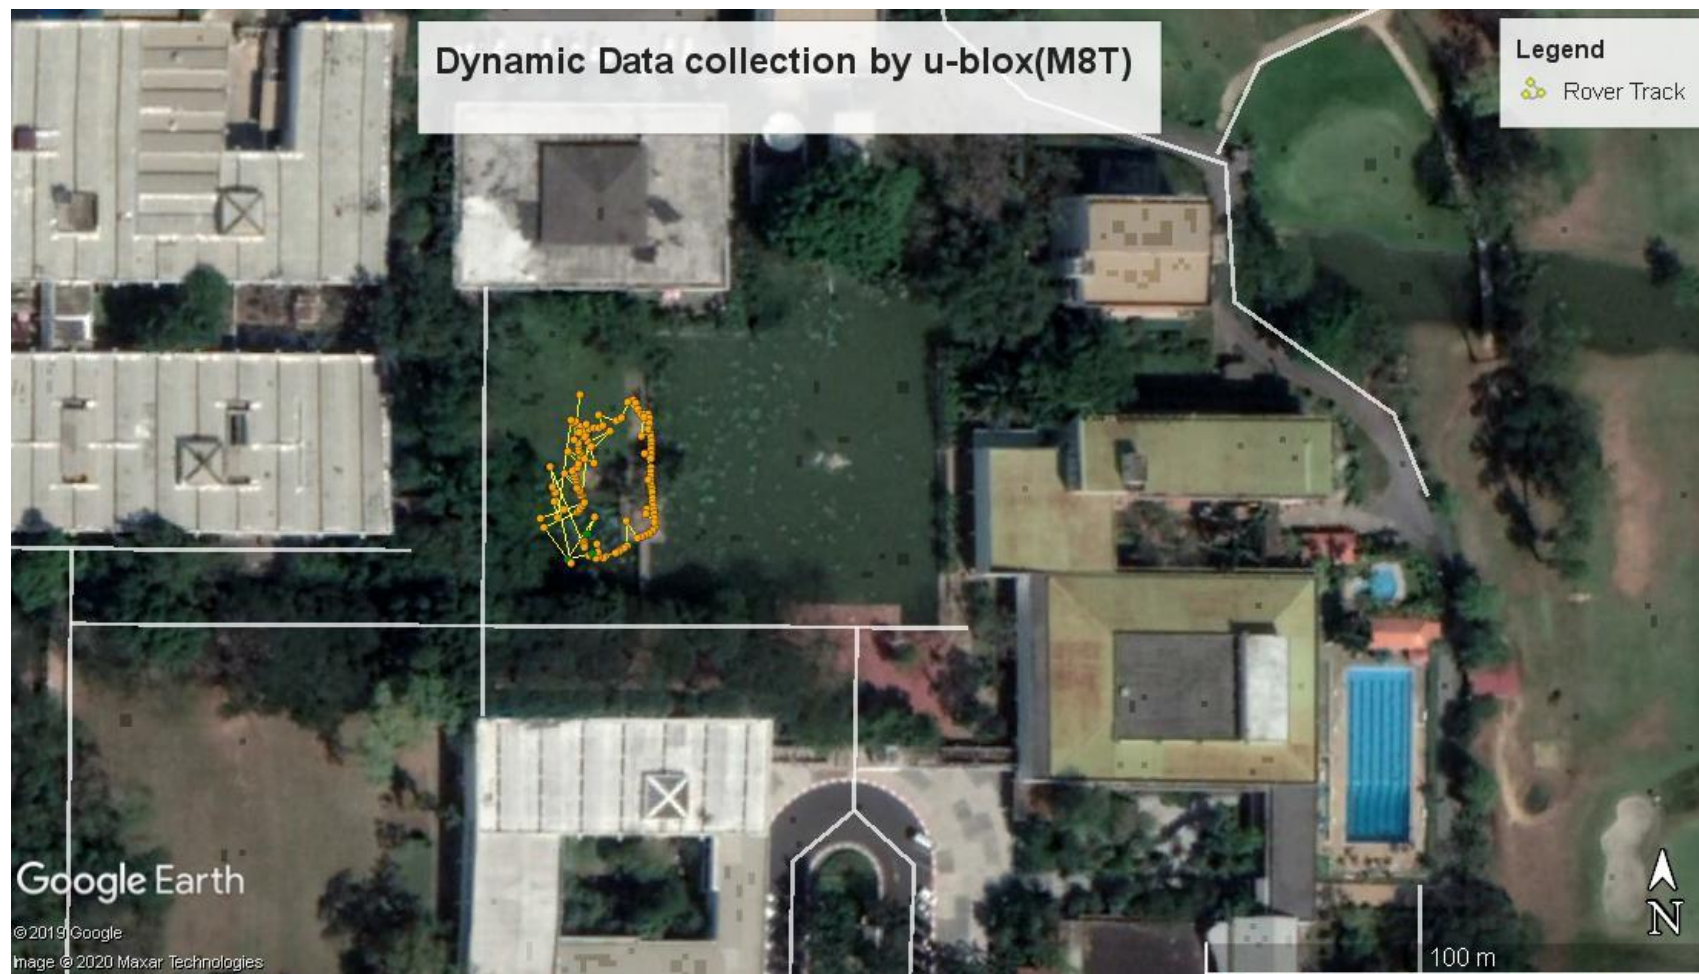 Dynamic Data collection by u-blox(M8T)
Legend
Rover Track
Google Earth
©2019 Google
Image © 2020 Maxar Technologies
N
100 m